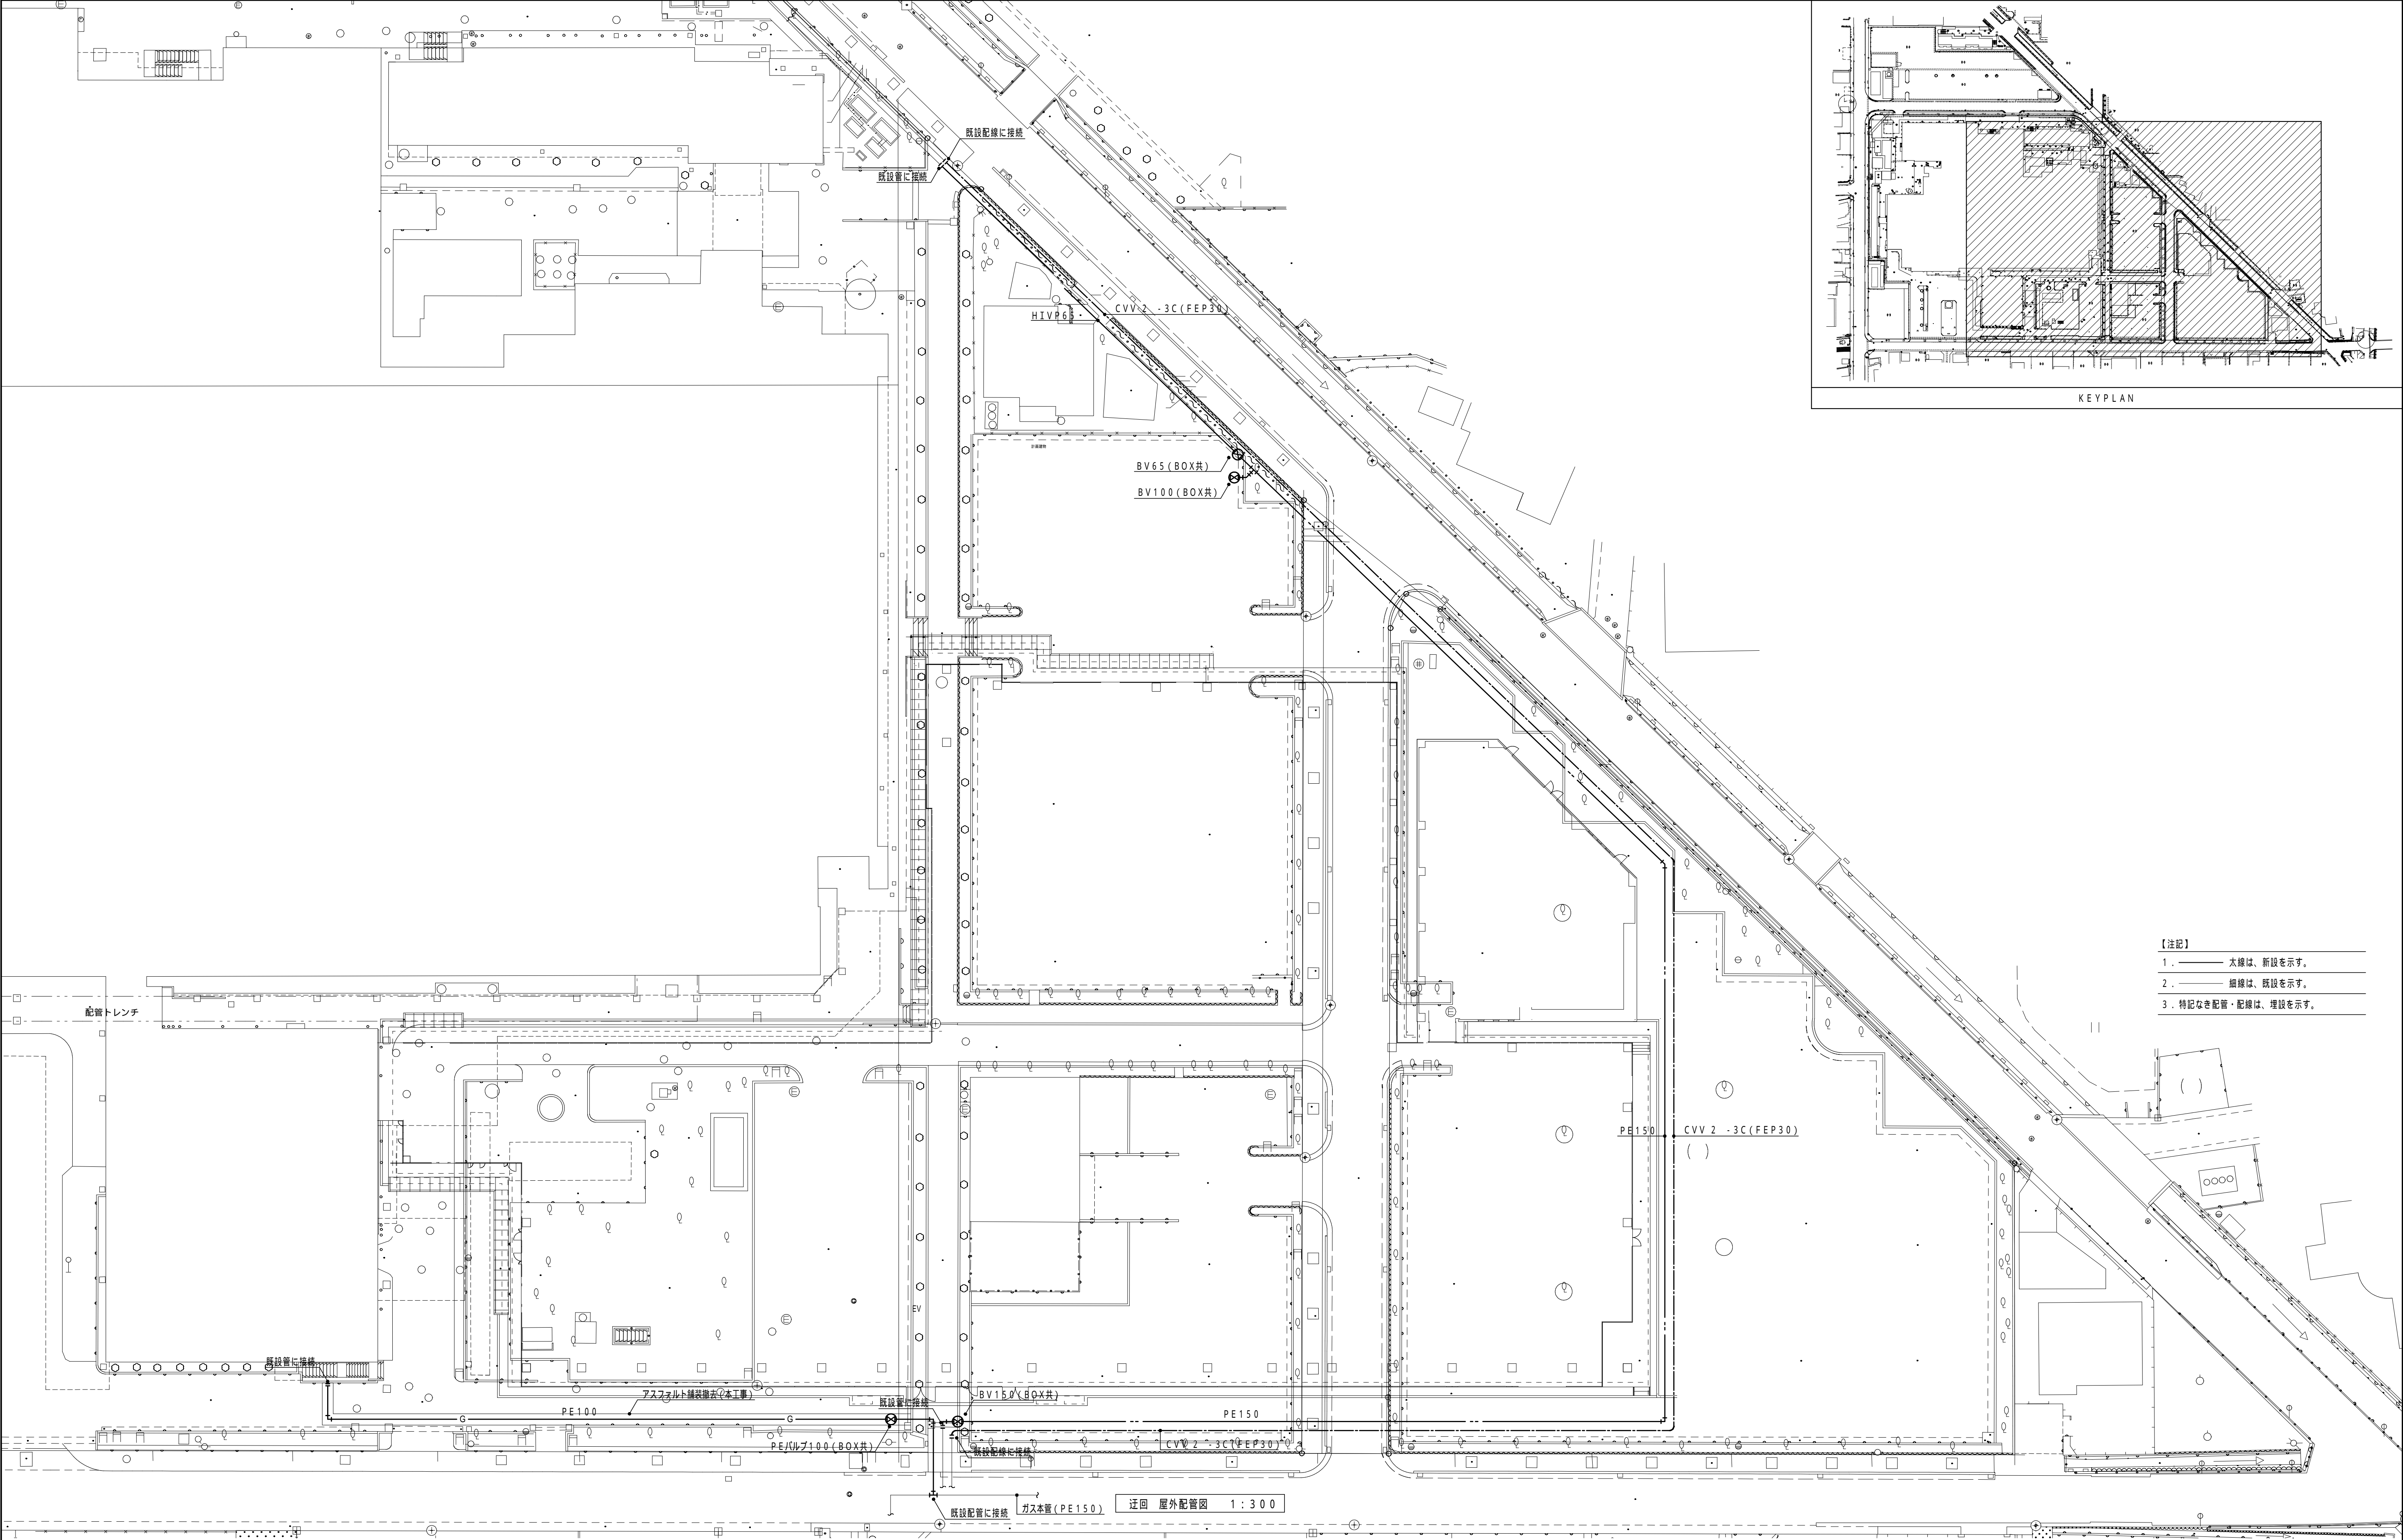 既設配線に接続
既設管に接続
KEYPLAN
CVV 2 -3C(FEP30)
HIVP65
計画建物
BV65(BOX共)
BV100(BOX共)
【注記】
1. 太線は、新設を示す。
2. 細線は、既設を示す。
3. 特記なき配管・配線は、埋設を示す。
配管トレンチ
( )
PE150
CVV 2 -3C(FEP30)
( )
EV
既設管に接続
アスファルト舗装撤去(本工事)
BV150(BOX共)
既設管に接続
PE100
G
G
PE150
PEバルブ100(BOX共)
既設配線に接続
CVV 2 -3C(FEP30)
既設配管に接続
ガス本管(PE150)
迂回 屋外配管図 1:300